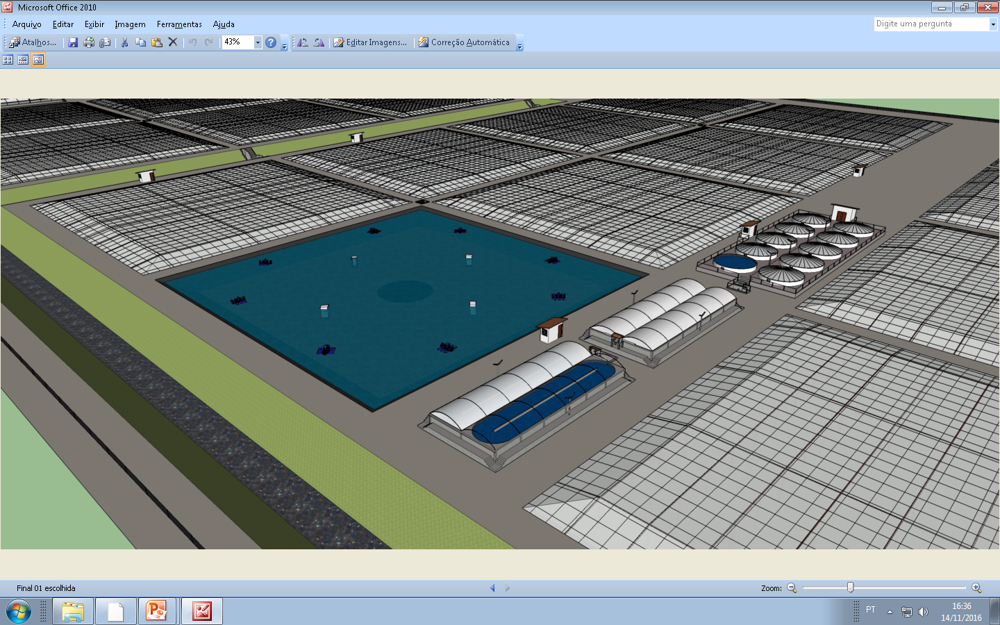 Microsoft Office 2010
Arquivo Editar Exibir Imagem Ferramentas Ajuda
Digite uma pergunta
Atalhos... 43% Editar Imagens... Correção Automática
Final 01 escolhida
Zoom:
PT
16:36
14/11/2016